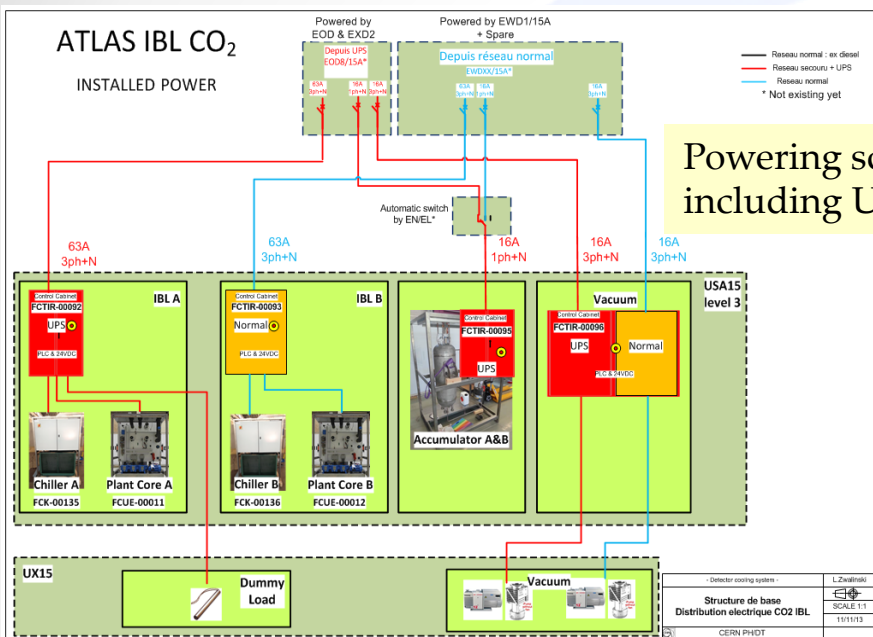 ATLAS IBL CO2
INSTALLED POWER
Powered by
EOD & EXD2
Powered by EWD1/15A
+ Spare
Depuis UPS
EOD8/15A*
Depuis réseau normal
EWDXX/15A*
63A
3ph+N
16A
1ph+N
16A
3ph+N
63A
3ph+N
16A
1ph+N
16A
3ph+N
Reseau normal : ex diesel
Reseau secouru + UPS
Reseau normal
* Not existing yet
Powering sc
including U
Automatic switch
by EN/EL*
63A
3ph+N
63A
3ph+N
16A
1ph+N
16A
3ph+N
16A
3ph+N
USA15
level 3
IBL A
Control Cabinet
FCTIR-00092
UPS
PLC & 24VDC
Chiller A
FCK-00135
Plant Core A
FCUE-00011
IBL B
Control Cabinet
FCTIR-00093
Normal
PLC & 24VDC
Chiller B
FCK-00136
Plant Core B
FCUE-00012
Control Cabinet
FCTIR-00095
UPS
Accumulator A&B
Vacuum
Control Cabinet
FCTIR-00096
UPS
Normal
PLC & 24VDC
UX15
Dummy
Load
Vacuum
- Detector cooling system -
L.Zwalinski
Structure de base
Distribution electrique CO2 IBL
SCALE 1:1
11/11/13
CERN PH/DT